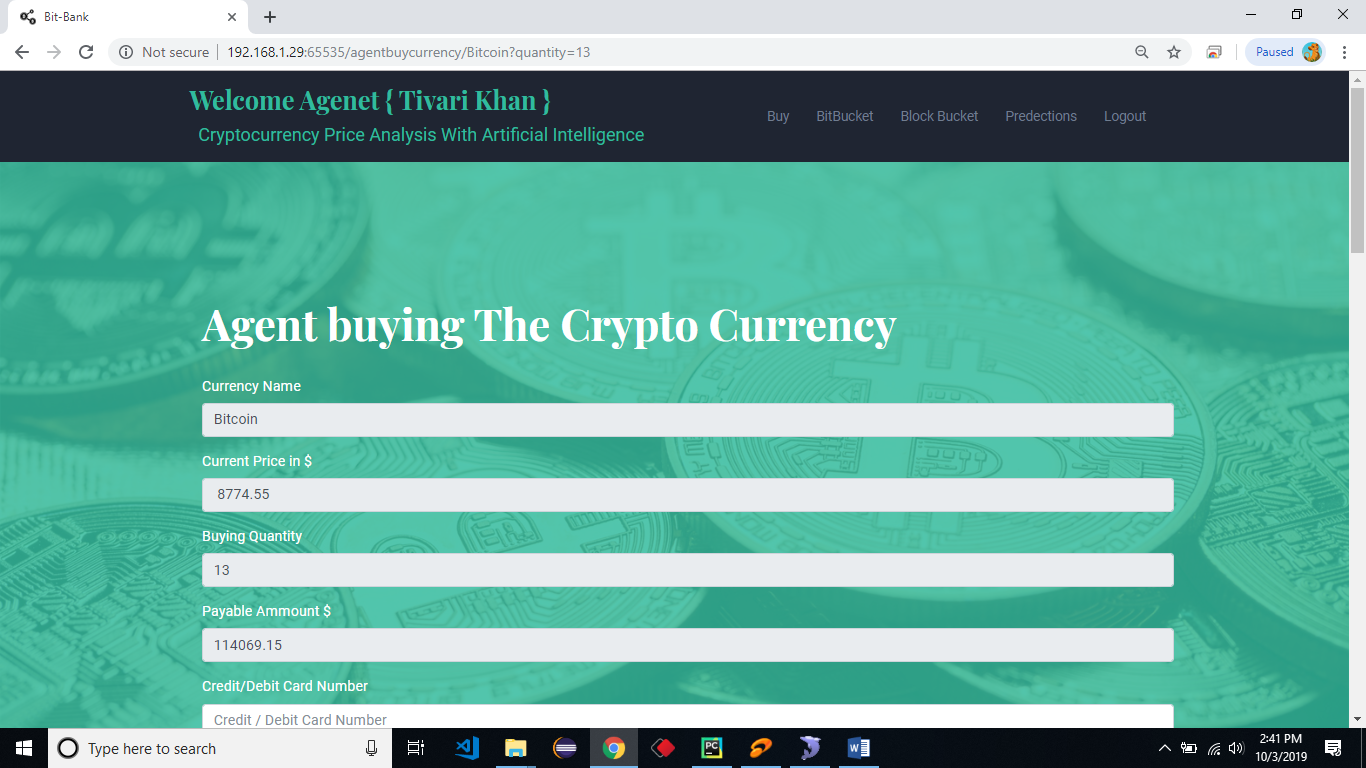 Bit-Bank
Not secure
192.168.1.29:65535/agentbuycurrency/Bitcoin?quantity=13
Paused
Welcome Agenet { Tivari Khan }
Cryptocurrency Price Analysis With Artificial Intelligence
Buy
BitBucket
Block Bucket
Predections
Logout
Agent buying The Crypto Currency
Currency Name
Bitcoin
Current Price in $
8774.55
Buying Quantity
13
Payable Ammount $
114069.15
Credit/Debit Card Number
Credit / Debit Card Number
Type here to search
PC
W
2:41 PM
10/3/2019